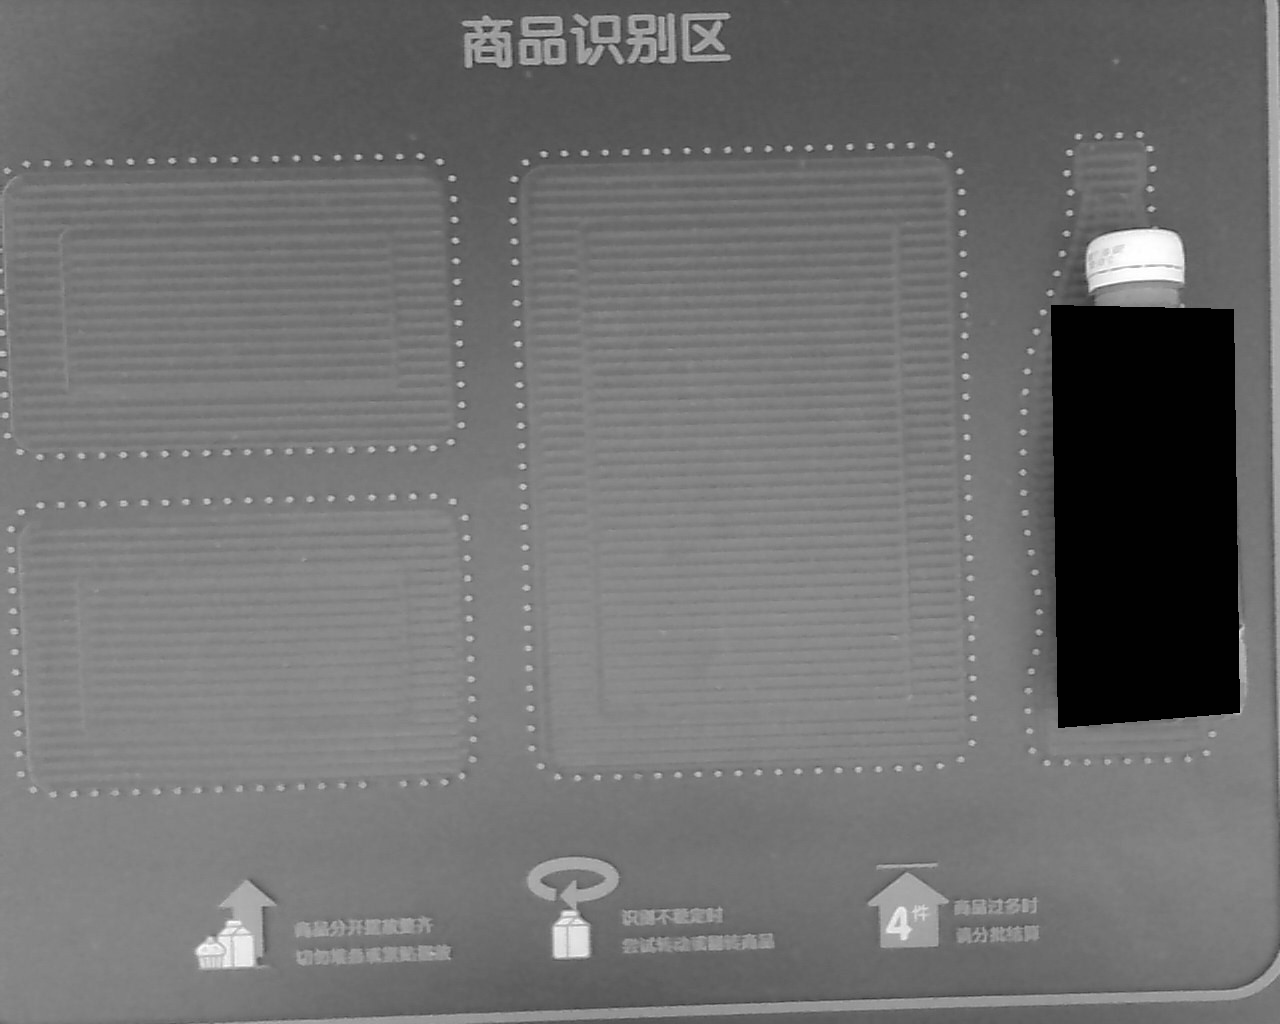 商品识别区
商品分开摆放整齐
切勿堆叠或紧贴摆放
识别不稳定时
尝试转动或翻转商品
4件
商品过多时
请分批结算